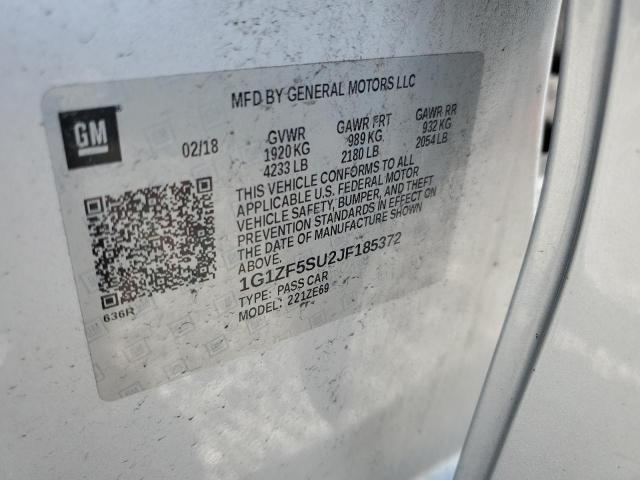 MFD BY GENERAL MOTORS LLC
GM
02/18
GVWR
1920 KG
4233 LB
GAWR FRT
989 KG
2180 LB
GAWR RR
932 KG
2054 LB
THIS VEHICLE CONFORMS TO ALL
APPLICABLE U.S. FEDERAL MOTOR
VEHICLE SAFETY, BUMPER, AND THEFT
PREVENTION STANDARDS IN EFFECT ON
THE DATE OF MANUFACTURE SHOWN
ABOVE.
1G1ZF5SU2JF185372
TYPE: PASS CAR
MODEL: 221ZE69
636R